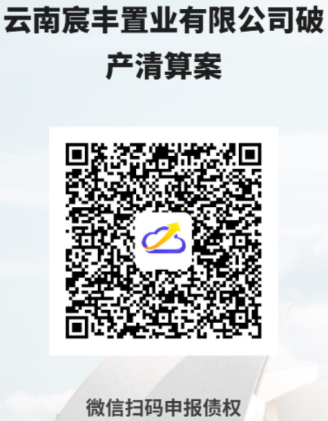 云南宸丰置业有限公司破
产清算案
微信扫码申报债权